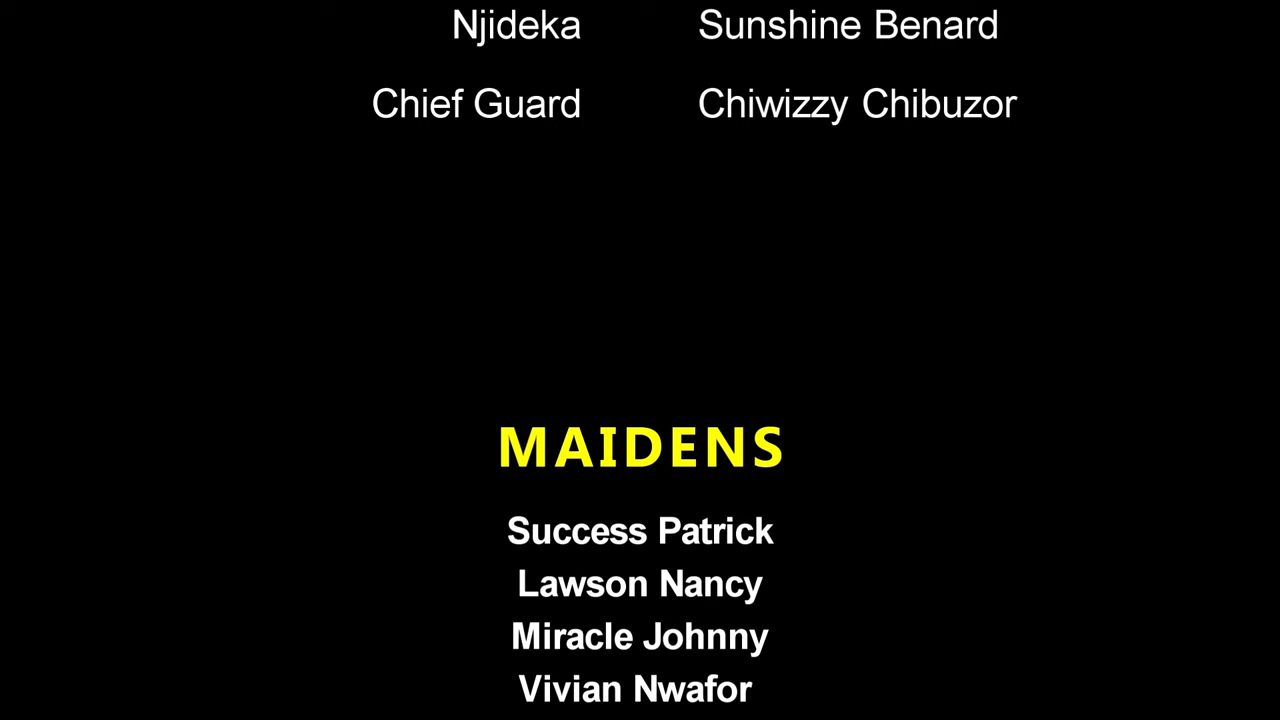 Njideka Sunshine Benard
Chief Guard Chiwizzy Chibuzor
MAIDENS
Success Patrick
Lawson Nancy
Miracle Johnny
Vivian Nwafor